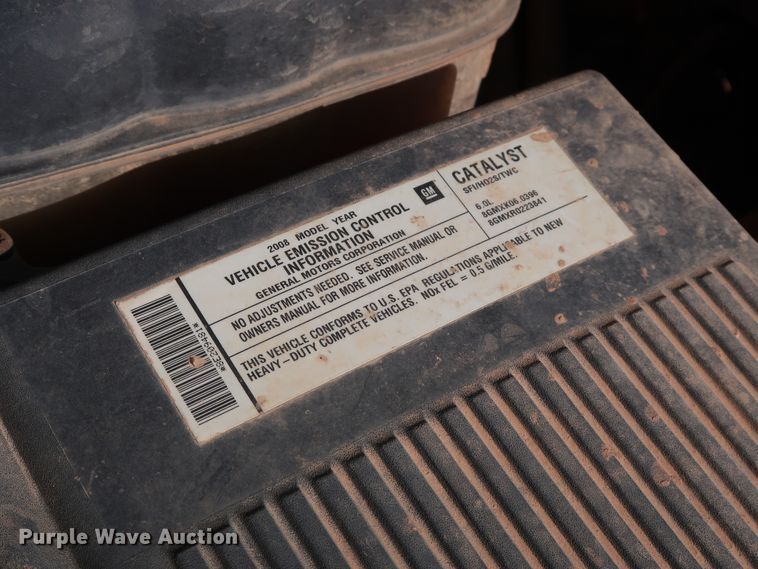 2008 MODEL YEAR
VEHICLE EMISSION CONTROL
INFORMATION
GENERAL MOTORS CORPORATION
GM
CATALYST
SFI/HO2S/TWC
6.0L
8GMXK06.0396
8GMXR0223841
NO ADJUSTMENTS NEEDED. SEE SERVICE MANUAL OR
OWNERS MANUAL FOR MORE INFORMATION.
THIS VEHICLE CONFORMS TO U.S. EPA REGULATIONS APPLICABLE TO NEW
HEAVY-DUTY COMPLETE VEHICLES. NOx FEL = 0.5 G/MILE.
Purple Wave Auction